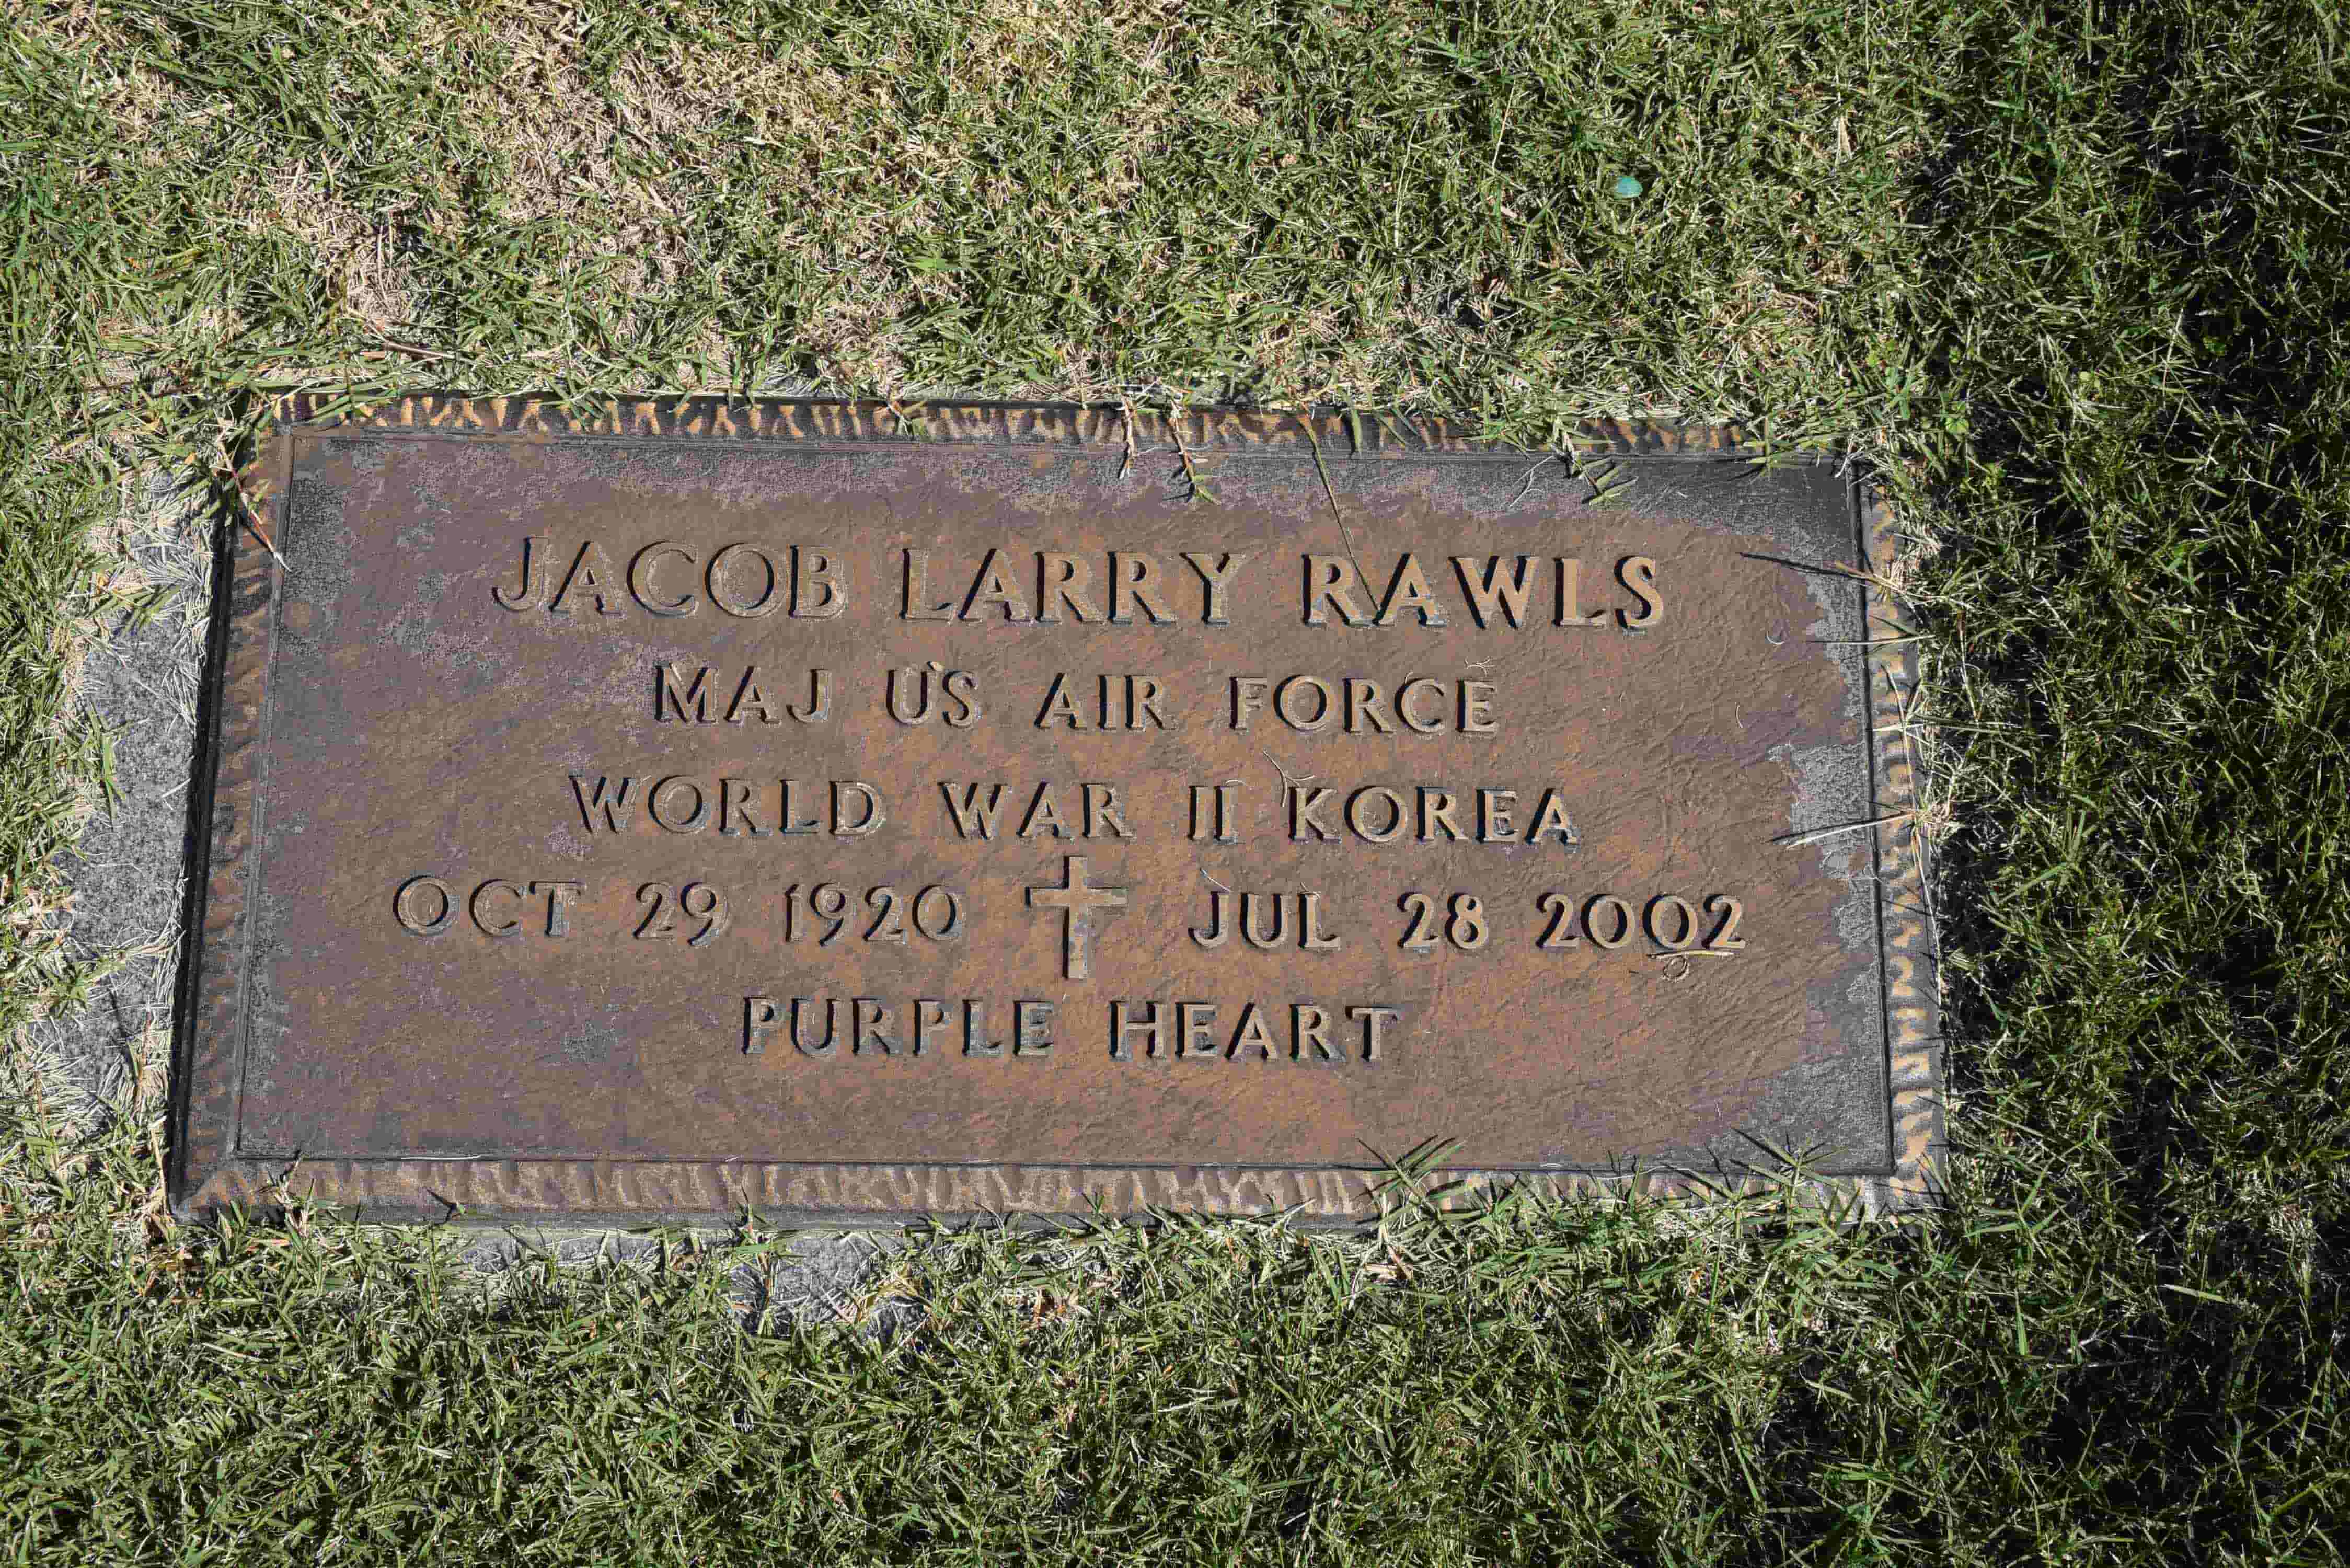 JACOB LARRY RAWLS
MAJ US AIR FORCE
WORLD WAR II KOREA
OCT 29 1920 JUL 28 2002
PURPLE HEART